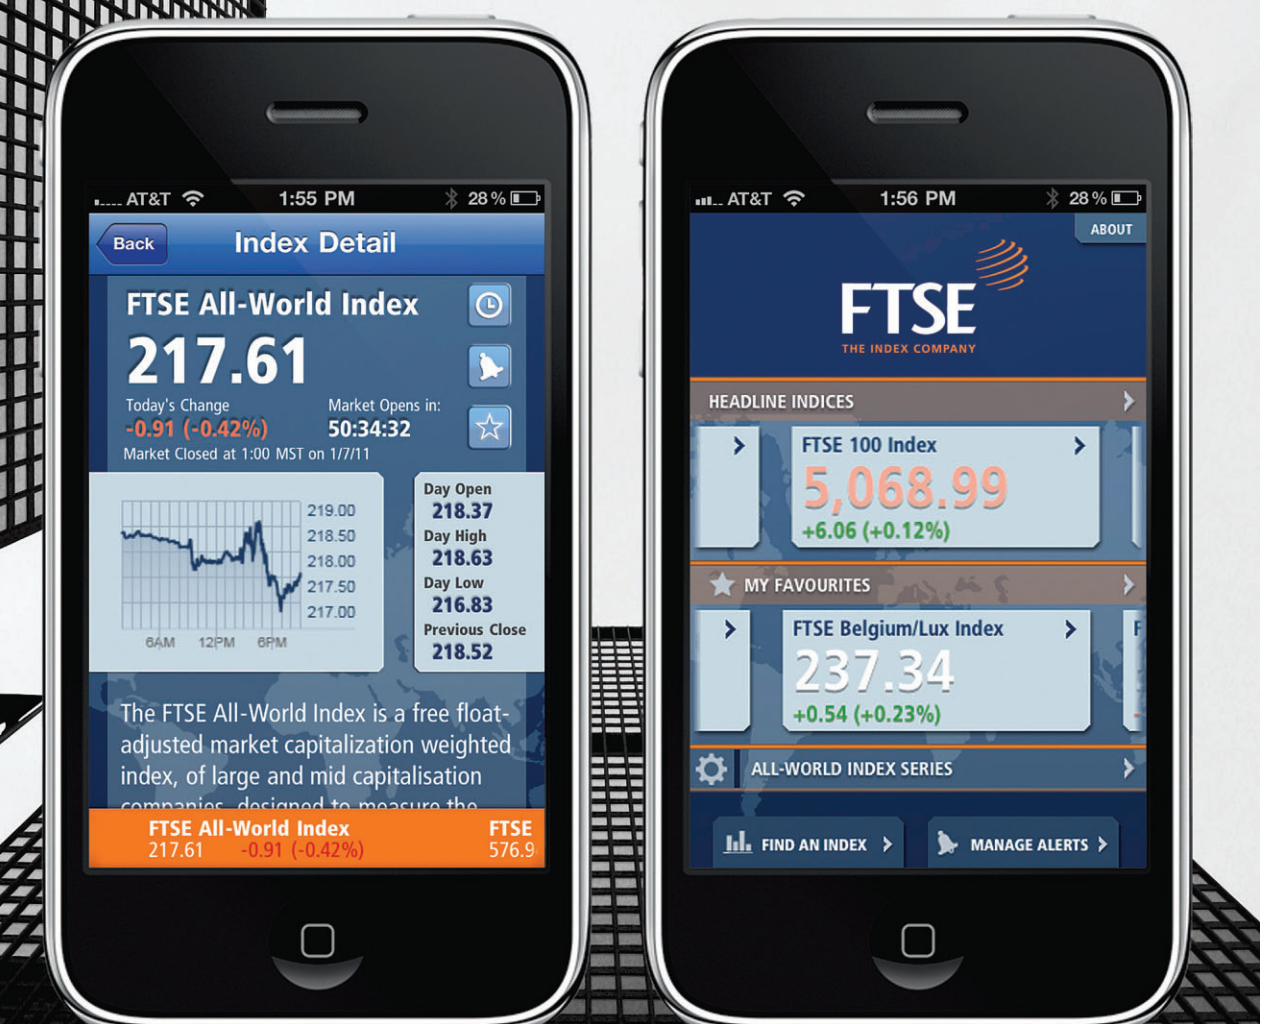 AT&T 1:55 PM 28%
Back Index Detail
FTSE All-World Index
217.61
Today's Change
-0.91 (-0.42%)
Market Opens in:
50:34:32
Market Closed at 1:00 MST on 1/7/11
219.00
218.50
218.00
217.50
217.00
6AM 12PM 6PM
Day Open
218.37
Day High
218.63
Day Low
216.83
Previous Close
218.52
The FTSE All-World Index is a free float-
adjusted market capitalization weighted
index, of large and mid capitalisation
companies, designed to measure the
FTSE All-World Index
217.61 -0.91 (-0.42%)
FTSE
576.9
AT&T 1:56 PM 28%
ABOUT
FTSE
THE INDEX COMPANY
HEADLINE INDICES
FTSE 100 Index
5,068.99
+6.06 (+0.12%)
MY FAVOURITES
FTSE Belgium/Lux Index
237.34
+0.54 (+0.23%)
F
ALL-WORLD INDEX SERIES
FIND AN INDEX
MANAGE ALERTS